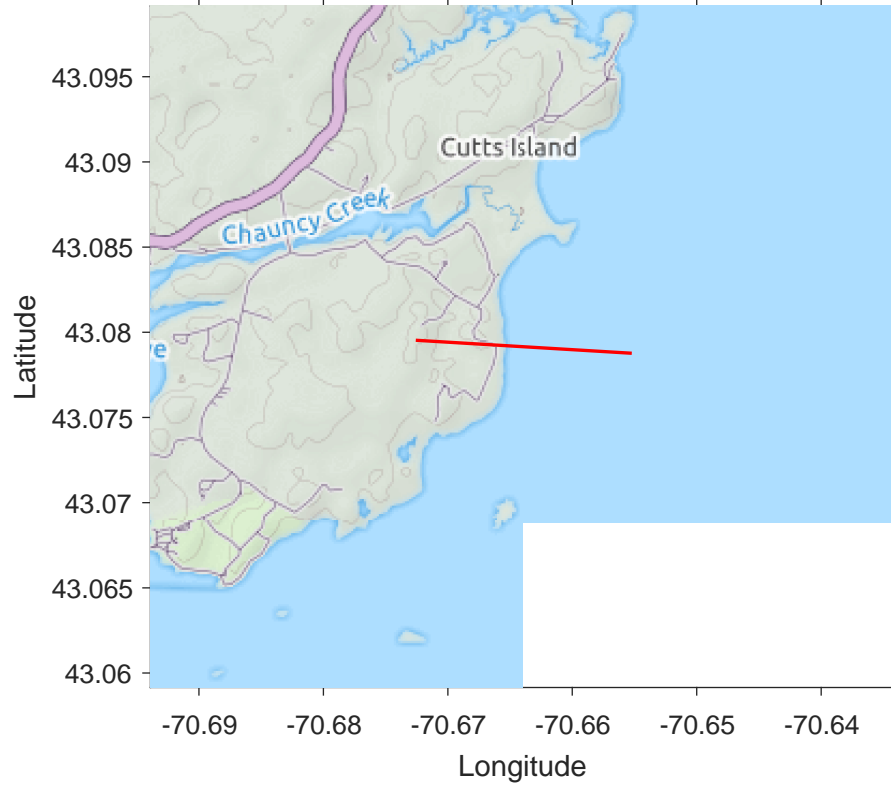 43.095
Cutts Island
43.09
Chauncy Creek
43.085
43.08
ve
43.075
43.07
43.065
43.06
Latitude
-70.69
-70.68
-70.67
-70.66
-70.65
-70.64
Longitude